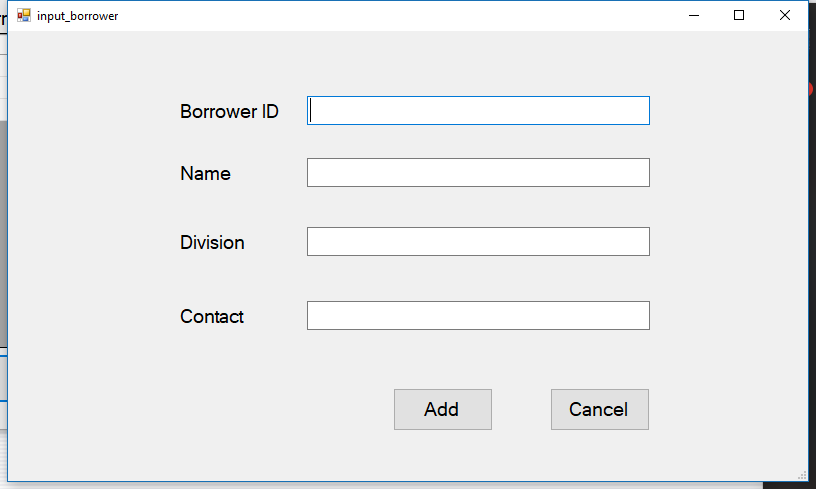 input_borrower
Borrower ID
Name
Division
Contact
Add Cancel